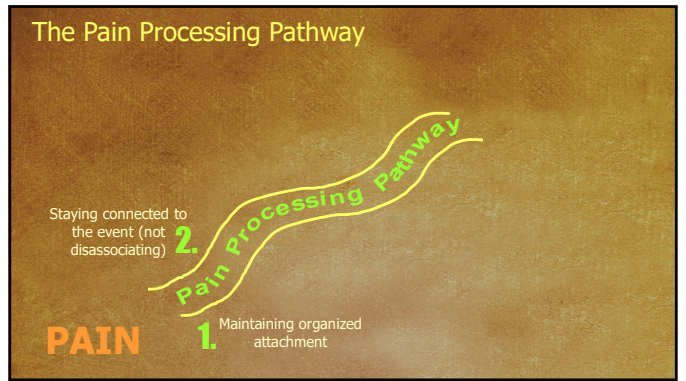 The Pain Processing Pathway
Pain Processing Pathway
Staying connected to
the event (not
disassociating)
2.
PAIN
1.
Maintaining organized
attachment